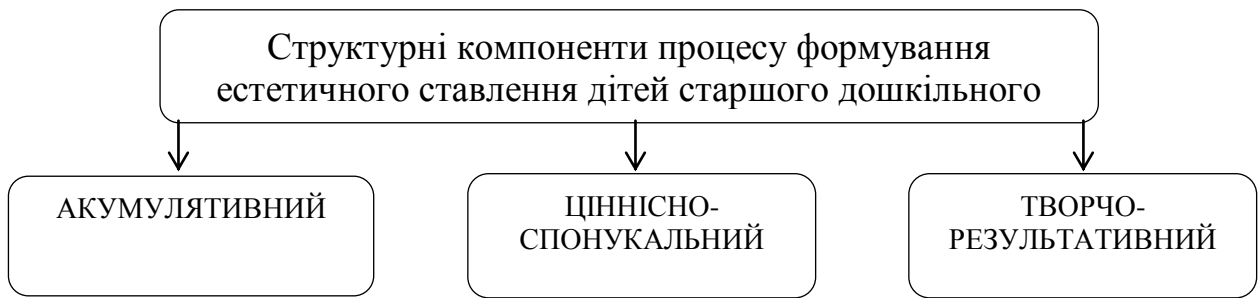 Структурні компоненти процесу формування
естетичного ставлення дітей старшого дошкільного
АКУМУЛЯТИВНИЙ
ЦІННІСНО-
СПОНУКАЛЬНИЙ
ТВОРЧО-
РЕЗУЛЬТАТИВНИЙ